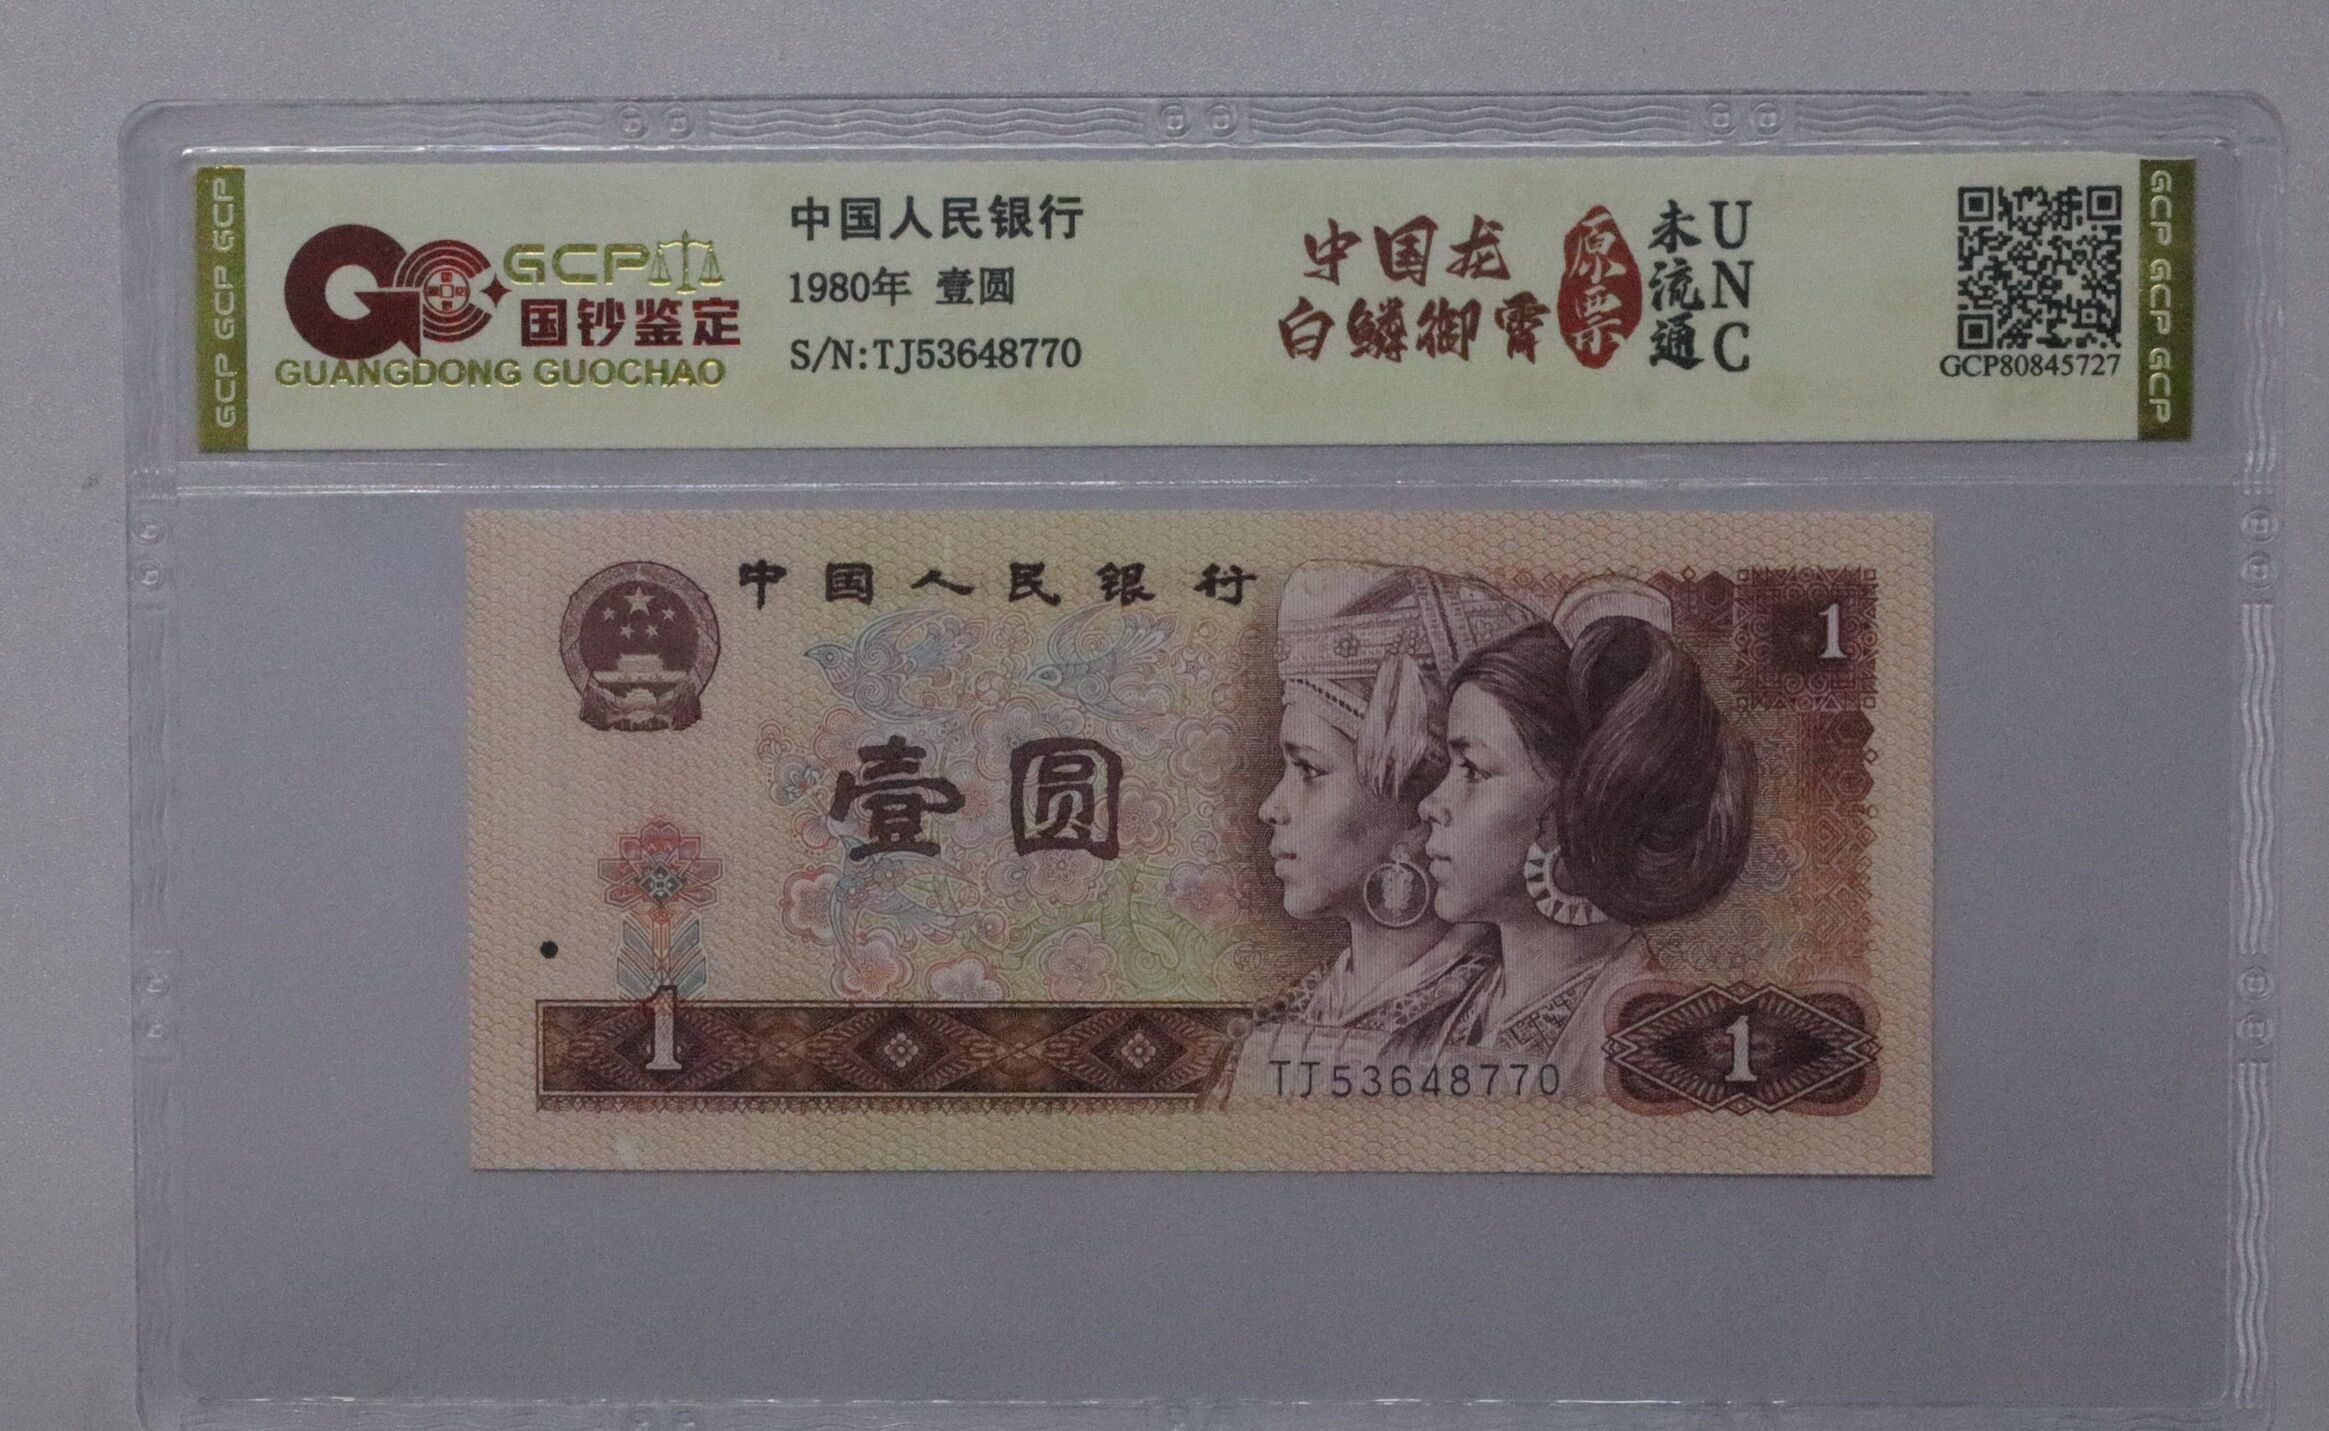 GCP GCP GCP
GCP
国钞鉴定
GUANGDONG GUOCHAO
中国人民银行
1980年 壹圆
S/N:TJ53648770
中国龙
白鳞御霄
原票
未流通
UNC
GCP80845727
GCP GCP GCP
中国人民银行
1
壹圆
1
1
TJ53648770